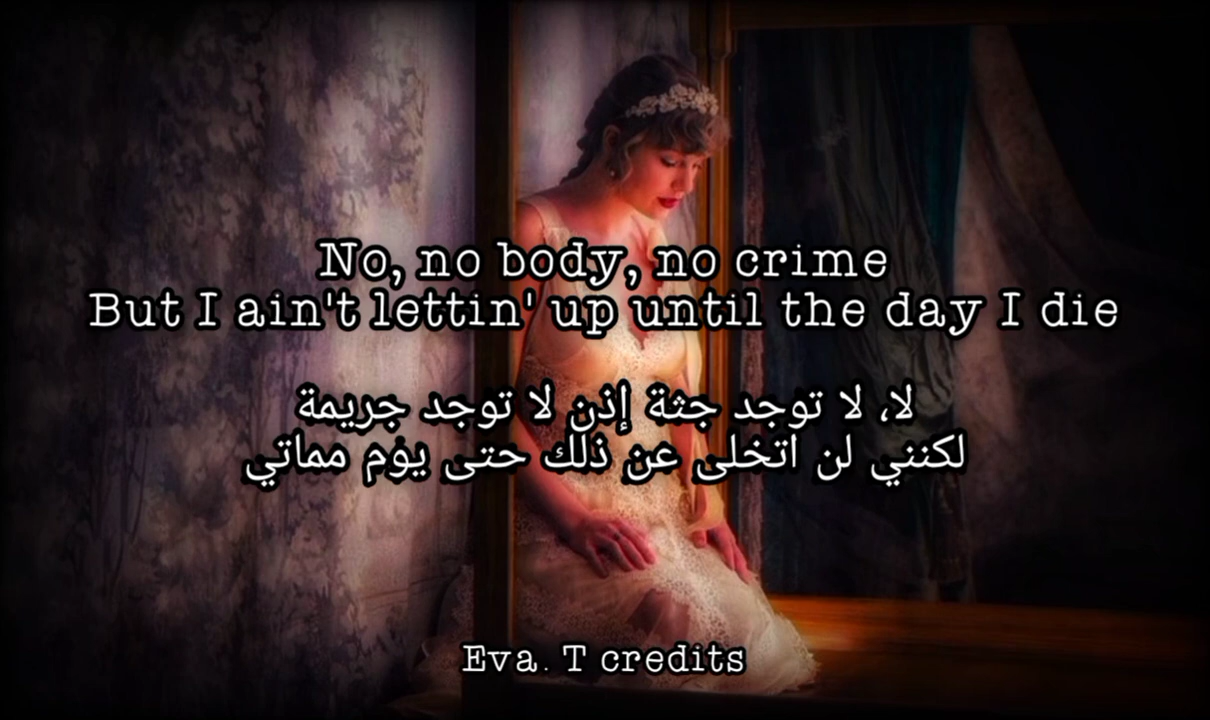 No, no body, no crime
But I ain't lettin' up until the day I die
لا، لا توجد جثة إذن لا توجد جريمة
لكنني لن اتخلى عن ذلك حتى يوم مماتي
Eva. T credits